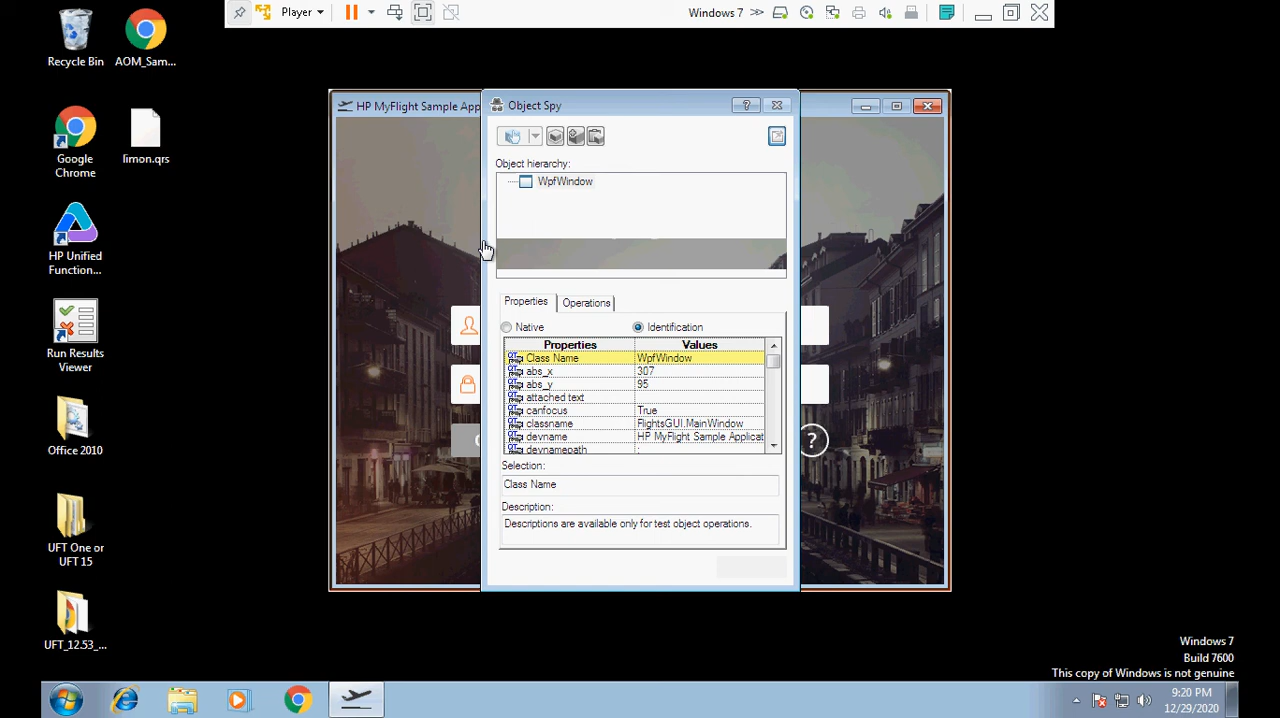 Player
Windows 7
Recycle Bin
AOM_Sam...
Google
Chrome
limon.qrs
HP Unified
Function...
Run Results
Viewer
Office 2010
UFT One or
UFT 15
UFT_12.53_...
HP MyFlight Sample App
Object Spy
?
Object hierarchy:
WpfWindow
Properties
Operations
Native
Identification
Properties Values
Class Name WpfWindow
abs_x 307
abs_y 95
attached text
canfocus True
classname FlightsGUI.MainWindow
devname HP MyFlight Sample Applicat
devnamepath ;
Selection:
Class Name
Description:
Descriptions are available only for test object operations.
?
Windows 7
Build 7600
This copy of Windows is not genuine
9:20 PM
12/29/2020